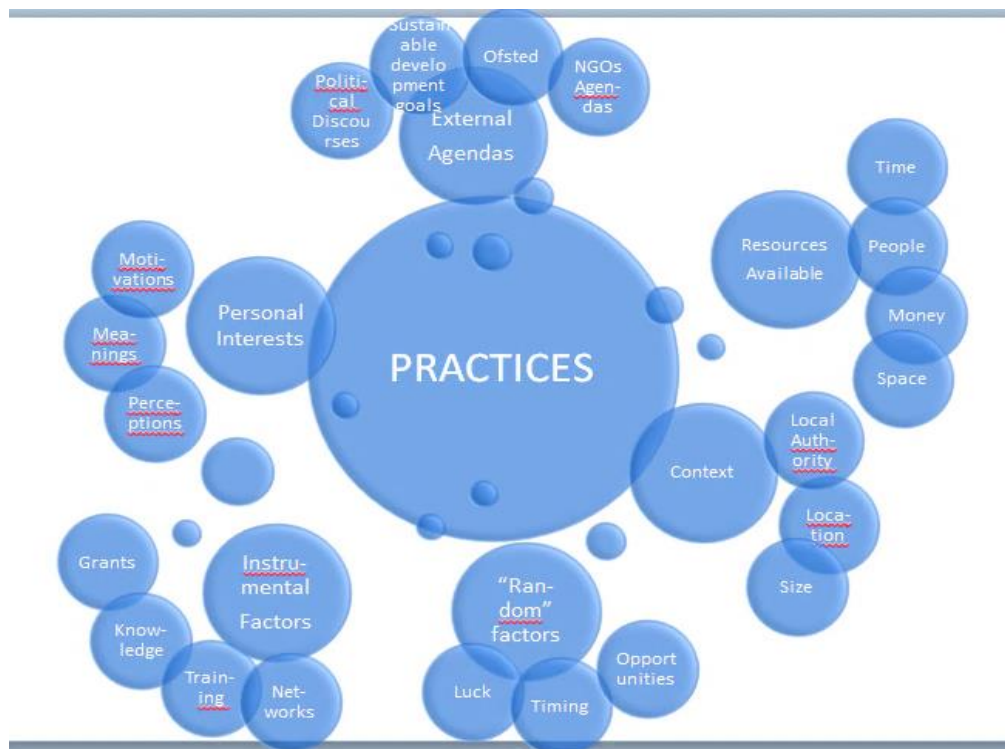 Sustain
able
develo
pment
goals
Ofsted
NGOs
Agen-
das
Politi-
cal
Discou
rses
External
Agendas
Time
Resources
Available
People
Money
Space
Moti-
vations
Mea-
nings
Perce-
ptions
Personal
Interests
PRACTICES
Local
Auth-
ority
Context
Loca-
tion
Size
Grants
Know-
ledge
Train-
ing
Net-
works
Instru-
mental
Factors
“Ran-
dom”
factors
Luck
Timing
Opport
unities